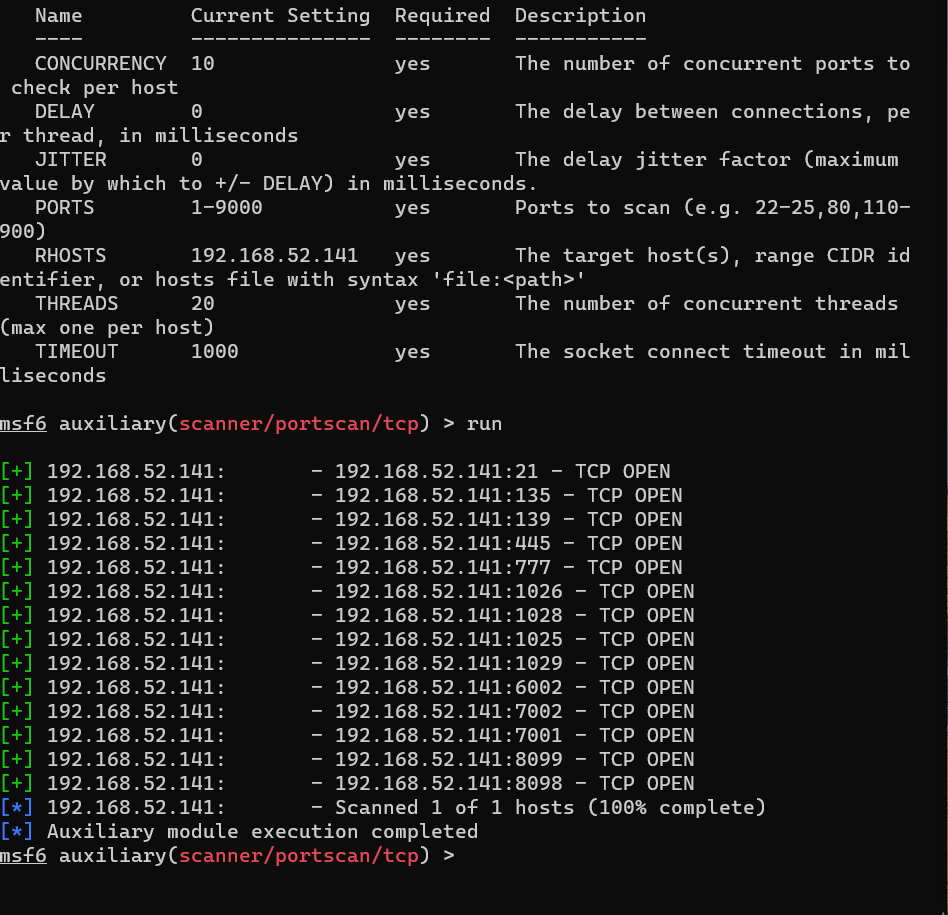 Name Current Setting Required Description
---- --------------- -------- -----------
CONCURRENCY 10 yes The number of concurrent ports to
check per host
DELAY 0 yes The delay between connections, pe
r thread, in milliseconds
JITTER 0 yes The delay jitter factor (maximum
value by which to +/- DELAY) in milliseconds.
PORTS 1-9000 yes Ports to scan (e.g. 22-25,80,110-
900)
RHOSTS 192.168.52.141 yes The target host(s), range CIDR id
entifier, or hosts file with syntax 'file:<path>'
THREADS 20 yes The number of concurrent threads
(max one per host)
TIMEOUT 1000 yes The socket connect timeout in mil
liseconds
msf6 auxiliary(scanner/portscan/tcp) > run
[+] 192.168.52.141: - 192.168.52.141:21 - TCP OPEN
[+] 192.168.52.141: - 192.168.52.141:135 - TCP OPEN
[+] 192.168.52.141: - 192.168.52.141:139 - TCP OPEN
[+] 192.168.52.141: - 192.168.52.141:445 - TCP OPEN
[+] 192.168.52.141: - 192.168.52.141:777 - TCP OPEN
[+] 192.168.52.141: - 192.168.52.141:1026 - TCP OPEN
[+] 192.168.52.141: - 192.168.52.141:1028 - TCP OPEN
[+] 192.168.52.141: - 192.168.52.141:1025 - TCP OPEN
[+] 192.168.52.141: - 192.168.52.141:1029 - TCP OPEN
[+] 192.168.52.141: - 192.168.52.141:6002 - TCP OPEN
[+] 192.168.52.141: - 192.168.52.141:7002 - TCP OPEN
[+] 192.168.52.141: - 192.168.52.141:7001 - TCP OPEN
[+] 192.168.52.141: - 192.168.52.141:8099 - TCP OPEN
[+] 192.168.52.141: - 192.168.52.141:8098 - TCP OPEN
[*] 192.168.52.141: - Scanned 1 of 1 hosts (100% complete)
[*] Auxiliary module execution completed
msf6 auxiliary(scanner/portscan/tcp) >